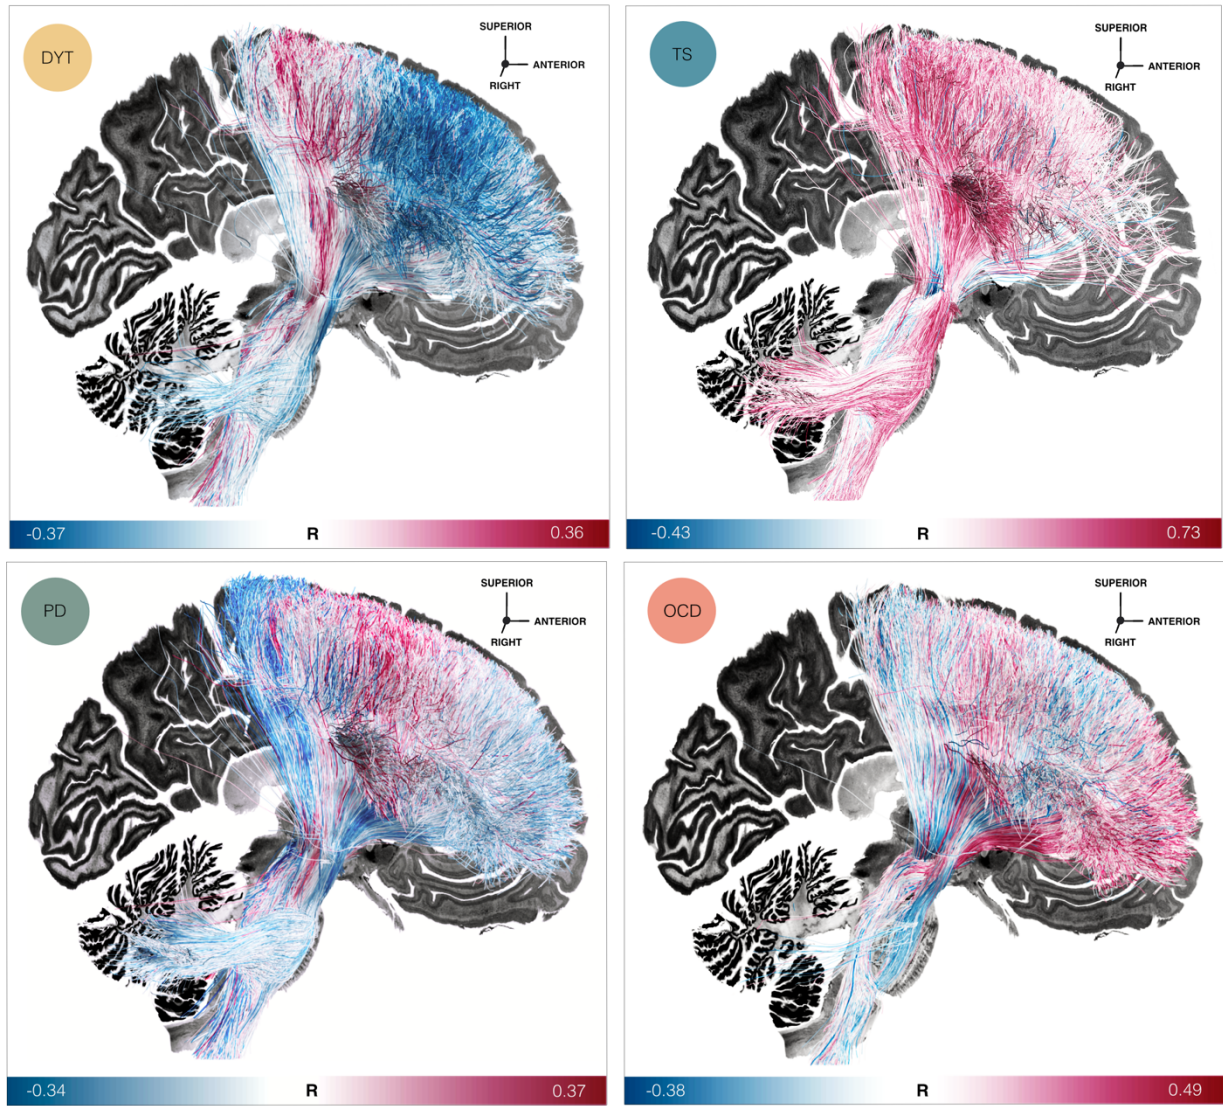 DYT
SUPERIOR
ANTERIOR
RIGHT
-0.37 R 0.36
TS
SUPERIOR
ANTERIOR
RIGHT
-0.43 R 0.73
PD
SUPERIOR
ANTERIOR
RIGHT
-0.34 R 0.37
OCD
SUPERIOR
ANTERIOR
RIGHT
-0.38 R 0.49